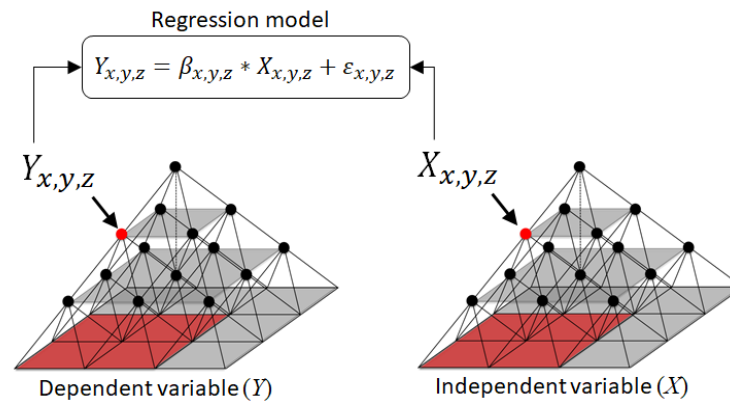 Regression model
Y_{x,y,z} = β_{x,y,z} * X_{x,y,z} + ε_{x,y,z}
Y_{x,y,z}
X_{x,y,z}
Dependent variable (Y)
Independent variable (X)